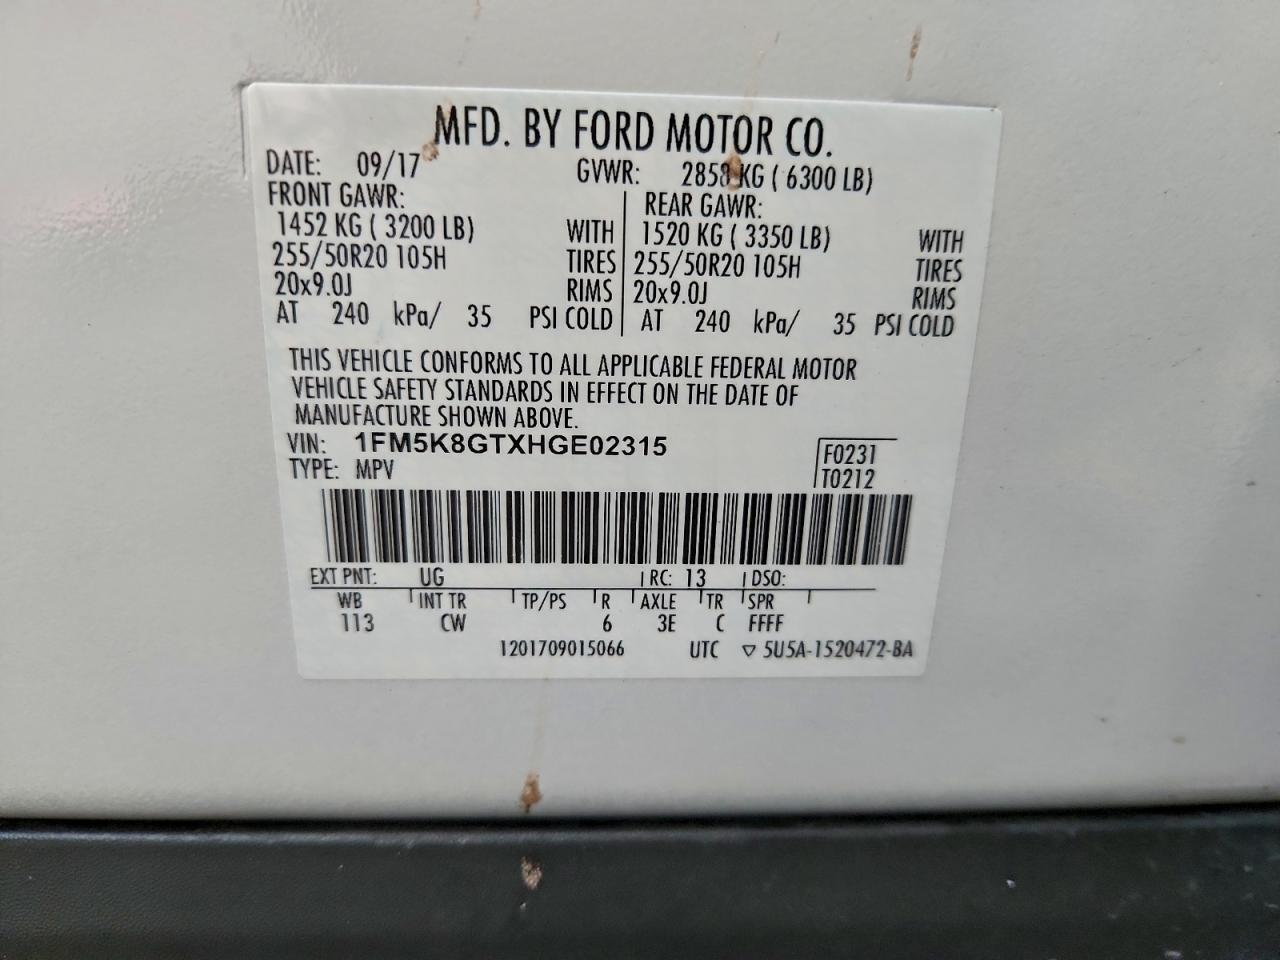 MFD. BY FORD MOTOR CO.
DATE: 09/17 GVWR: 2858 KG ( 6300 LB)
FRONT GAWR: REAR GAWR:
1452 KG ( 3200 LB) WITH 1520 KG ( 3350 LB) WITH
255/50R20 105H TIRES 255/50R20 105H TIRES
20x9.0J RIMS 20x9.0J RIMS
AT 240 kPa/ 35 PSI COLD AT 240 kPa/ 35 PSI COLD
THIS VEHICLE CONFORMS TO ALL APPLICABLE FEDERAL MOTOR
VEHICLE SAFETY STANDARDS IN EFFECT ON THE DATE OF
MANUFACTURE SHOWN ABOVE.
VIN: 1FM5K8GTXHGE02315 F0231
TYPE: MPV T0212
EXT PNT: UG RC: 13 DSO:
WB INT TR TP/PS R AXLE TR SPR
113 CW 6 3E C FFFF
1201709015066 UTC ▽ 5U5A-1520472-BA